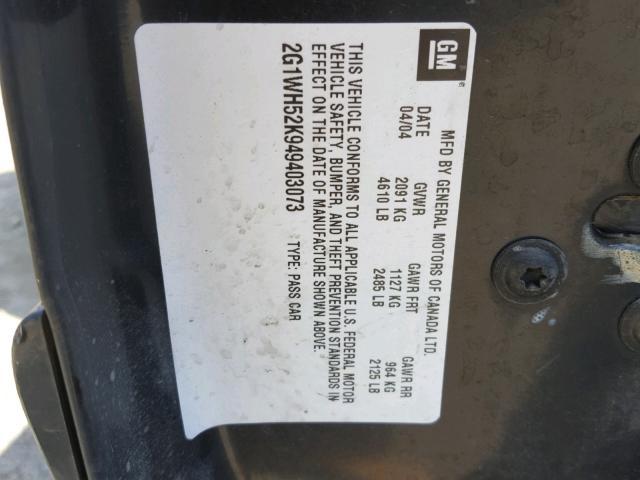 GM
MFD BY GENERAL MOTORS OF CANADA LTD.
DATE GVWR GAWR FRT GAWR RR
04/04 2091 KG 1127 KG 964 KG
4610 LB 2485 LB 2125 LB
THIS VEHICLE CONFORMS TO ALL APPLICABLE U.S. FEDERAL MOTOR
VEHICLE SAFETY, BUMPER, AND THEFT PREVENTION STANDARDS IN
EFFECT ON THE DATE OF MANUFACTURE SHOWN ABOVE.
2G1WH52K949403073 TYPE: PASS CAR